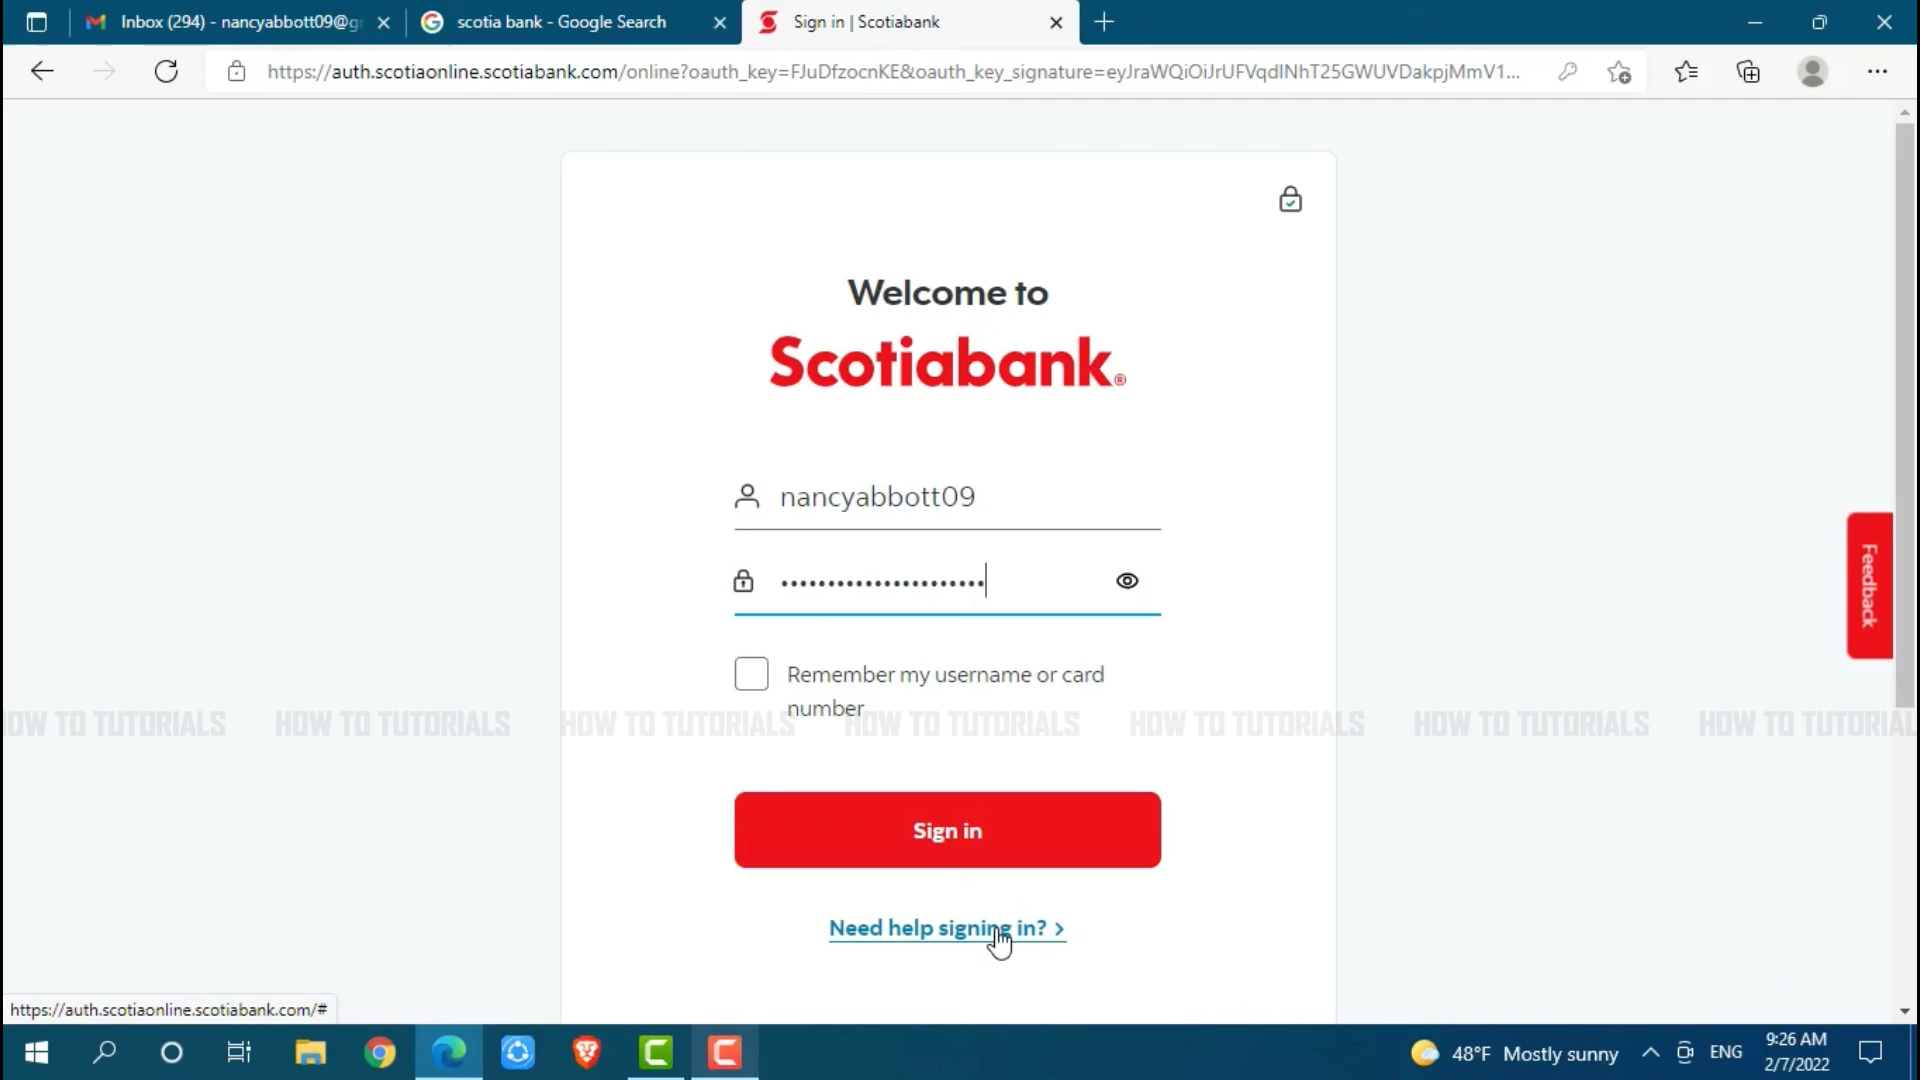 Inbox (294) - nancyabbott09@g
scotia bank - Google Search
Sign in | Scotiabank
https://auth.scotiaonline.scotiabank.com/online?oauth_key=FJuDfzocnKE&oauth_key_signature=eyJraWQiOiJrUFVqdlNhT25GWUVDakpjMmV1...
Welcome to
Scotiabank®
nancyabbott09
Remember my username or card
number
Feedback
OW TO TUTORIALS HOW TO TUTORIALS HOW TO TUTORIALS HOW TO TUTORIALS HOW TO TUTORIALS HOW TO TUTORIALS HOW TO TUTORIAL
Sign in
Need help signing in? >
https://auth.scotiaonline.scotiabank.com/#
48°F Mostly sunny
ENG
9:26 AM
2/7/2022